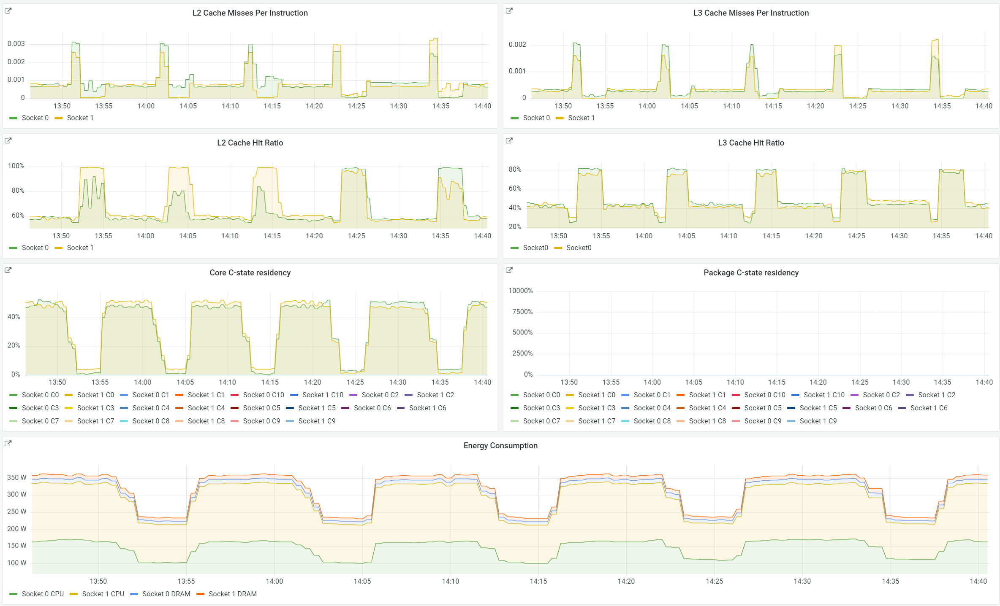 L2 Cache Misses Per Instruction
0.003
0.002
0.001
0
13:50 13:55 14:00 14:05 14:10 14:15 14:20 14:25 14:30 14:35 14:40
Socket 0 Socket 1
L3 Cache Misses Per Instruction
0.002
0.001
0
13:50 13:55 14:00 14:05 14:10 14:15 14:20 14:25 14:30 14:35 14:40
Socket 0 Socket 1
L2 Cache Hit Ratio
100%
80%
60%
13:50 13:55 14:00 14:05 14:10 14:15 14:20 14:25 14:30 14:35 14:40
Socket 0 Socket 1
L3 Cache Hit Ratio
80%
60%
40%
20%
13:50 13:55 14:00 14:05 14:10 14:15 14:20 14:25 14:30 14:35 14:40
Socket0 Socket0
Core C-state residency
40%
20%
0%
13:50 13:55 14:00 14:05 14:10 14:15 14:20 14:25 14:30 14:35 14:40
Socket 0 C0 Socket 1 C0 Socket 0 C1 Socket 1 C1 Socket 0 C10 Socket 1 C10 Socket 0 C2 Socket 1 C2
Socket 0 C3 Socket 1 C3 Socket 0 C4 Socket 1 C4 Socket 0 C5 Socket 1 C5 Socket 0 C6 Socket 1 C6
Socket 0 C7 Socket 1 C7 Socket 0 C8 Socket 1 C8 Socket 0 C9 Socket 1 C9
Package C-state residency
10000%
7500%
5000%
2500%
0%
13:50 13:55 14:00 14:05 14:10 14:15 14:20 14:25 14:30 14:35 14:40
Socket 0 C0 Socket 1 C0 Socket 0 C1 Socket 1 C1 Socket 0 C10 Socket 1 C10 Socket 0 C2 Socket 1 C2
Socket 0 C3 Socket 1 C3 Socket 0 C4 Socket 1 C4 Socket 0 C5 Socket 1 C5 Socket 0 C6 Socket 1 C6
Socket 0 C7 Socket 1 C7 Socket 0 C8 Socket 1 C8 Socket 0 C9 Socket 1 C9
Energy Consumption
350 W
300 W
250 W
200 W
150 W
100 W
13:50 13:55 14:00 14:05 14:10 14:15 14:20 14:25 14:30 14:35 14:40
Socket 0 CPU Socket 1 CPU Socket 0 DRAM Socket 1 DRAM